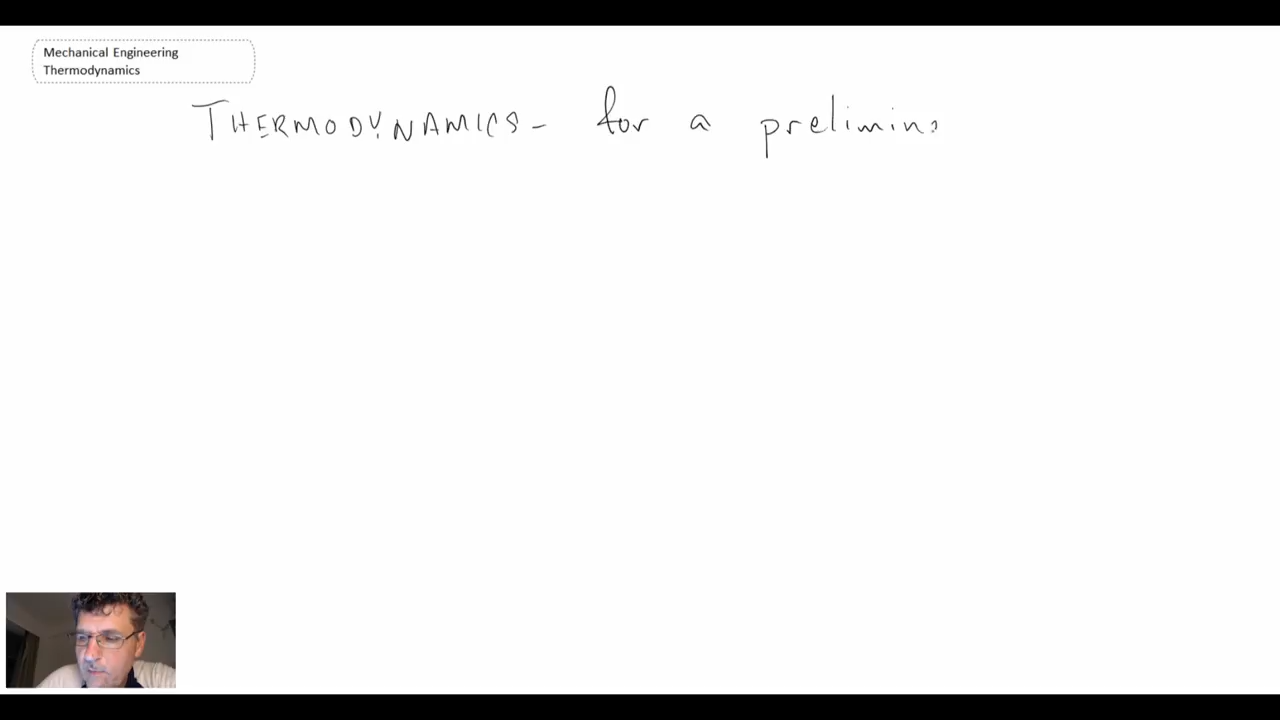 Mechanical Engineering
Thermodynamics
THERMODYNAMICS - for a prelimin